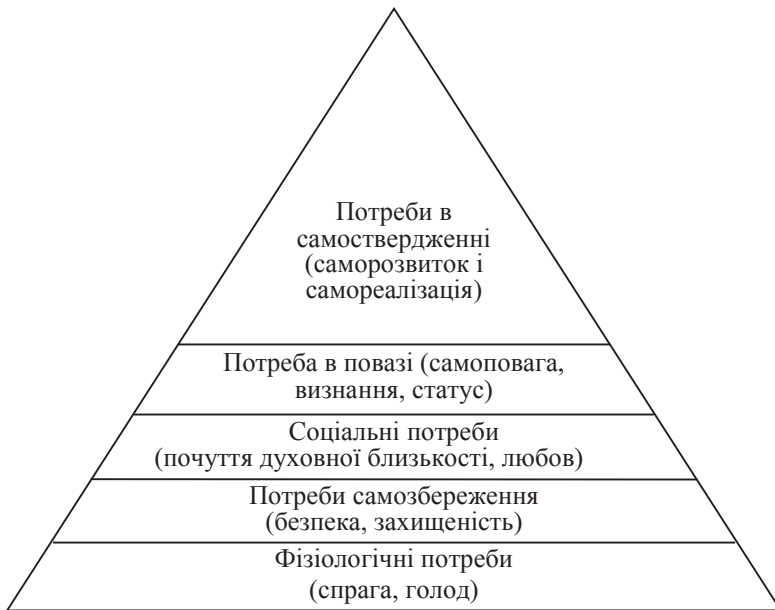 Потреби в
самоствердженні
(саморозвиток і
самореалізація)
Потреба в повазі (самоповага,
визнання, статус)
Соціальні потреби
(почуття духовної близькості, любов)
Потреби самозбереження
(безпека, захищеність)
Фізіологічні потреби
(спрага, голод)